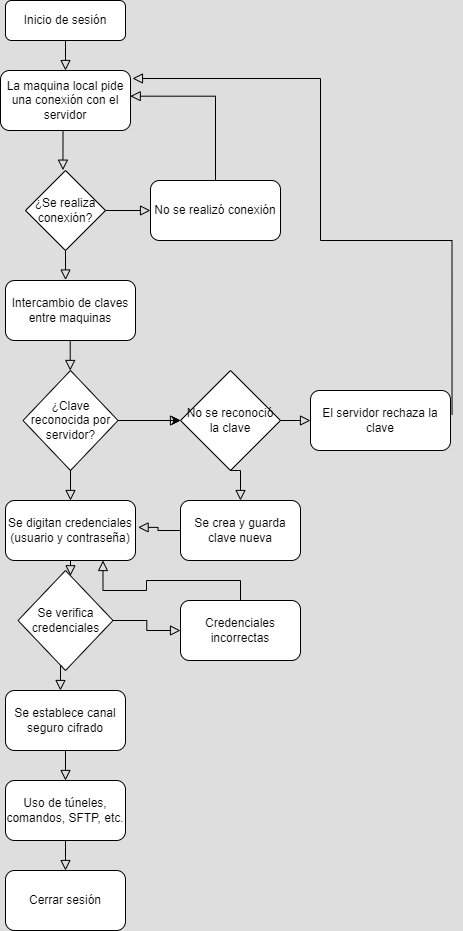 Inicio de sesión
La maquina local pide
una conexión con el
servidor
¿Se realiza
conexión?
No se realizó conexión
Intercambio de claves
entre maquinas
¿Clave
reconocida por
servidor?
No se reconoció
la clave
El servidor rechaza la
clave
Se digitan credenciales
(usuario y contraseña)
Se crea y guarda
clave nueva
Se verifica
credenciales
Credenciales
incorrectas
Se establece canal
seguro cifrado
Uso de túneles,
comandos, SFTP, etc.
Cerrar sesión